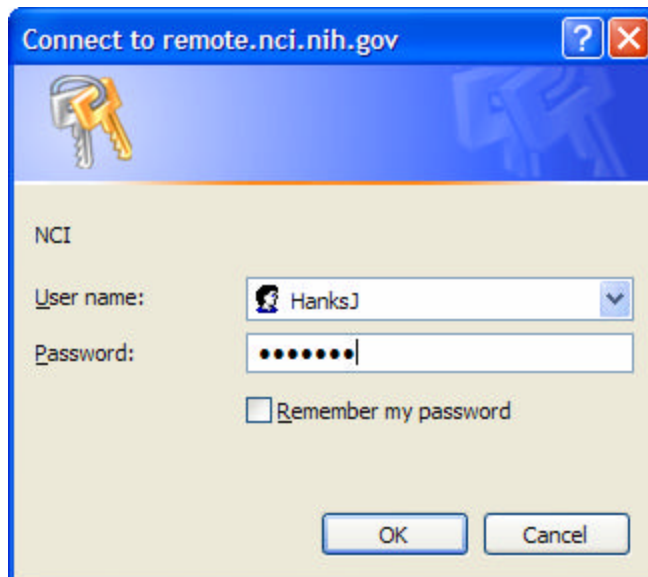 Connect to remote.nci.nih.gov
NCI
User name: HanksJ
Password: •••••••
Remember my password
OK Cancel